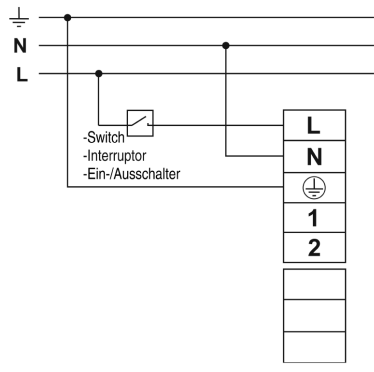 N
L
-Switch
-Interruptor
-Ein-/Ausschalter
L
N
1
2